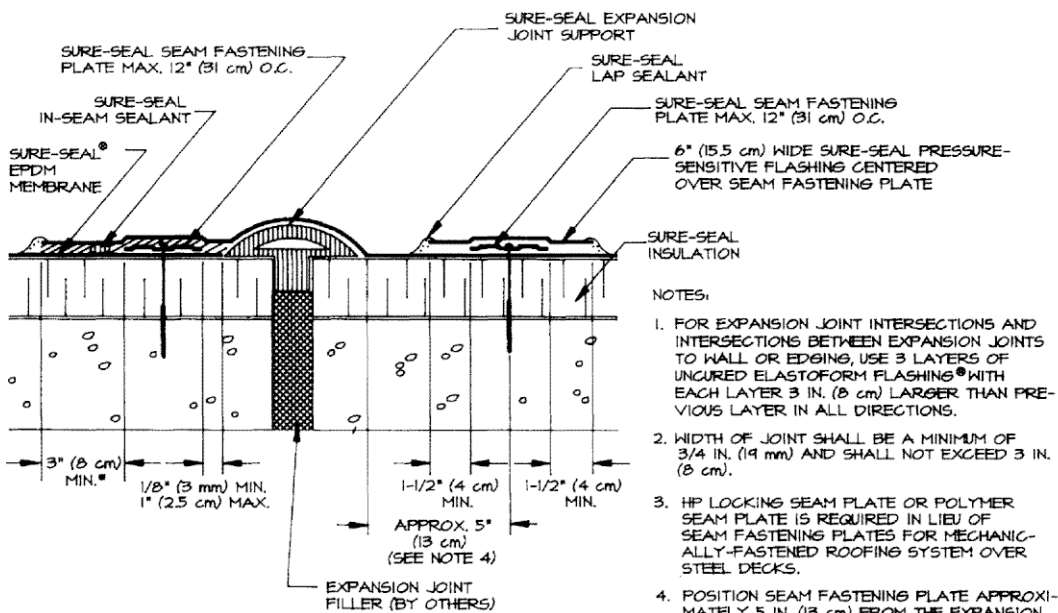 SURE-SEAL EXPANSION
JOINT SUPPORT
SURE-SEAL SEAM FASTENING
PLATE MAX. 12" (31 cm) O.C.
SURE-SEAL
LAP SEALANT
SURE-SEAL
IN-SEAM SEALANT
SURE-SEAL SEAM FASTENING
PLATE MAX. 12" (31 cm) O.C.
SURE-SEAL®
EPDM
MEMBRANE
6" (15.5 cm) WIDE SURE-SEAL PRESSURE-
SENSITIVE FLASHING CENTERED
OVER SEAM FASTENING PLATE
SURE-SEAL
INSULATION
3" (8 cm)
MIN.*
1/8" (3 mm) MIN.
1" (2.5 cm) MAX.
1-1/2" (4 cm)
MIN.
1-1/2" (4 cm)
MIN.
APPROX. 5"
(13 cm)
(SEE NOTE 4)
EXPANSION JOINT
FILLER (BY OTHERS)
NOTES:
1. FOR EXPANSION JOINT INTERSECTIONS AND
INTERSECTIONS BETWEEN EXPANSION JOINTS
TO WALL OR EDGING, USE 3 LAYERS OF
UNCURED ELASTOFORM FLASHING® WITH
EACH LAYER 3 IN. (8 cm) LARGER THAN PRE-
VIOUS LAYER IN ALL DIRECTIONS.
2. WIDTH OF JOINT SHALL BE A MINIMUM OF
3/4 IN. (19 mm) AND SHALL NOT EXCEED 3 IN.
(8 cm).
3. HP LOCKING SEAM PLATE OR POLYMER
SEAM PLATE IS REQUIRED IN LIEU OF
SEAM FASTENING PLATES FOR MECHANIC-
ALLY-FASTENED ROOFING SYSTEM OVER
STEEL DECKS.
4. POSITION SEAM FASTENING PLATE APPROXI-
MATELY 5 IN. (13 cm) FROM THE EXPANSION